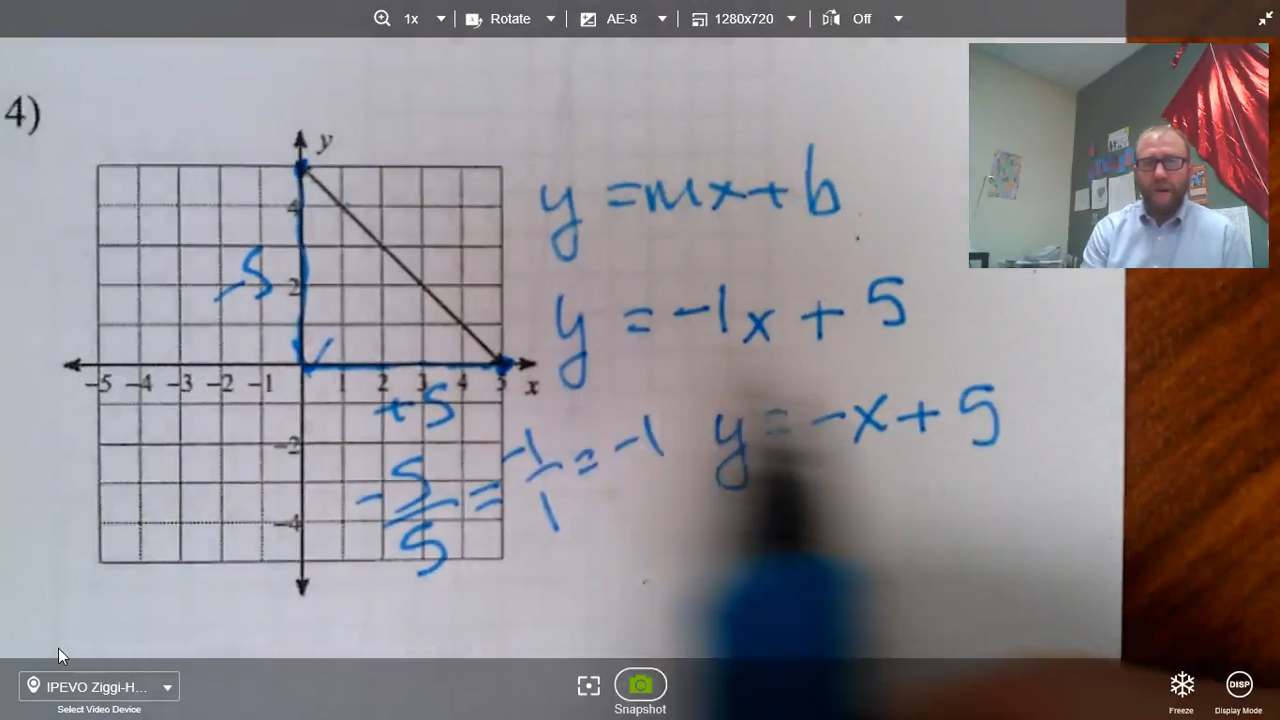 1x Rotate AE-8 1280x720 Off
4)
y
4
2
-5 -4 -3 -2 -1 1 2 3 4 5 x
-2
-4
-5
+5
-5/5 = -1/1 = -1
y = mx + b
y = -1x + 5
y = -x + 5
IPEVO Ziggi-H...
Select Video Device
Snapshot
Freeze
DISP
Display Mode